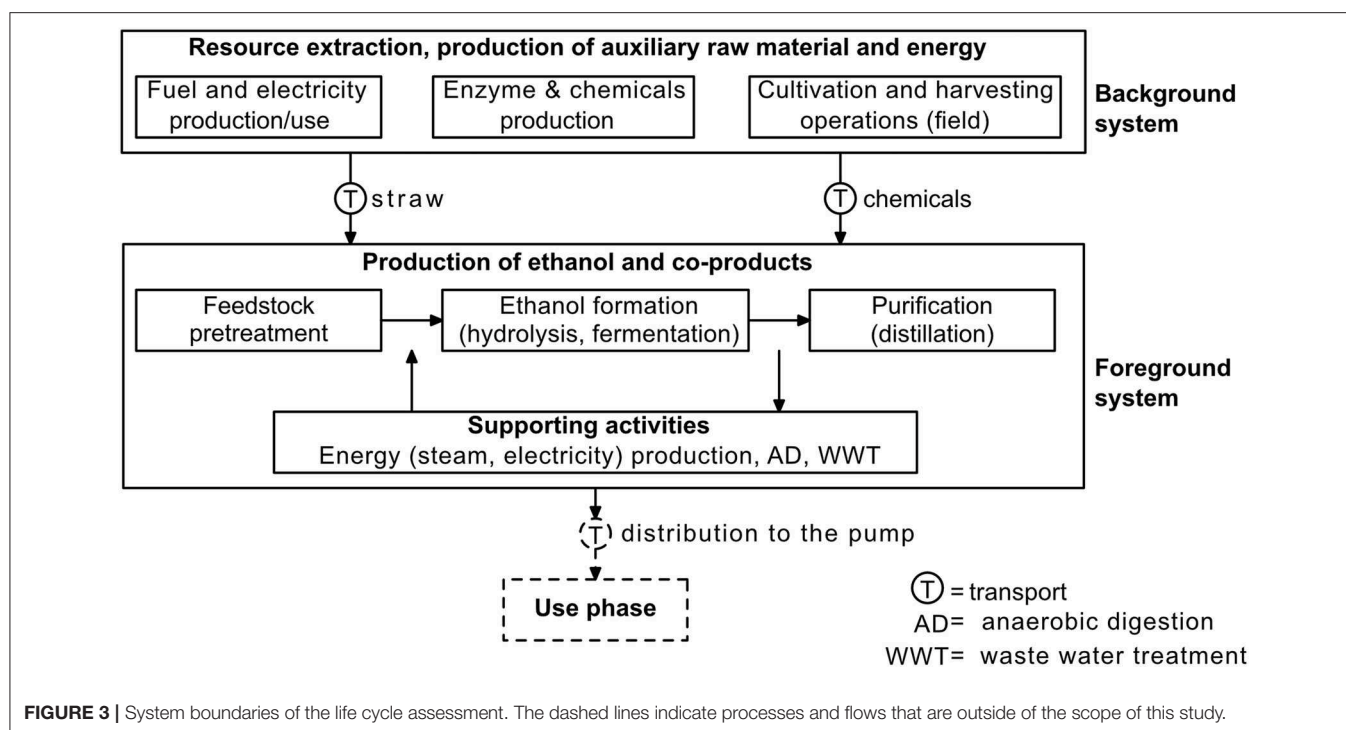 Resource extraction, production of auxiliary raw material and energy
Fuel and electricity
production/use
Enzyme & chemicals
production
Cultivation and harvesting
operations (field)
Background
system
T straw
T chemicals
Production of ethanol and co-products
Feedstock
pretreatment
Ethanol formation
(hydrolysis, fermentation)
Purification
(distillation)
Foreground
system
Supporting activities
Energy (steam, electricity) production, AD, WWT
T distribution to the pump
Use phase
T = transport
AD= anaerobic digestion
WWT= waste water treatment
FIGURE 3 | System boundaries of the life cycle assessment. The dashed lines indicate processes and flows that are outside of the scope of this study.